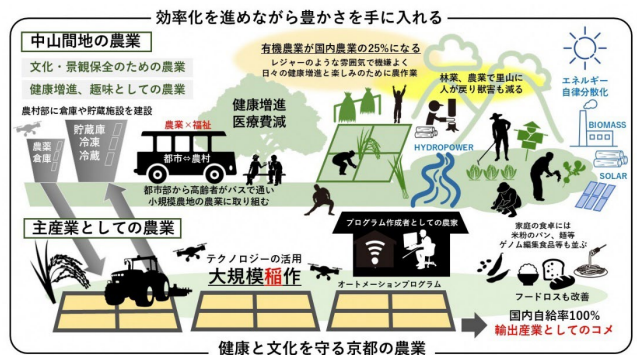 効率化を進めながら豊かさを手に入れる
中山間地の農業
文化・景観保全のための農業
健康増進、趣味としての農業
農村部に倉庫や貯蔵施設を建設
農薬
倉庫
貯蔵庫
冷凍
冷蔵
農業×福祉
都市⇔農村
都市部から高齢者がバスで通い
小規模農地の農業に取り組む
健康増進
医療費減
有機農業が国内農業の25%になる
レジャーのような雰囲気で機嫌よく
日々の健康増進と楽しみのために農作業
林業、農業で里山に
人が戻り獣害も減る
HYDROPOWER
エネルギー
自律分散化
BIOMASS
SOLAR
主産業としての農業
テクノロジーの活用
大規模稲作
プログラム作成者としての農家
オートメーションプログラム
家庭の食卓には
米粉のパン、麺等
ゲノム編集食品等も並ぶ
フードロスも改善
国内自給率100%
輸出産業としてのコメ
健康と文化を守る京都の農業